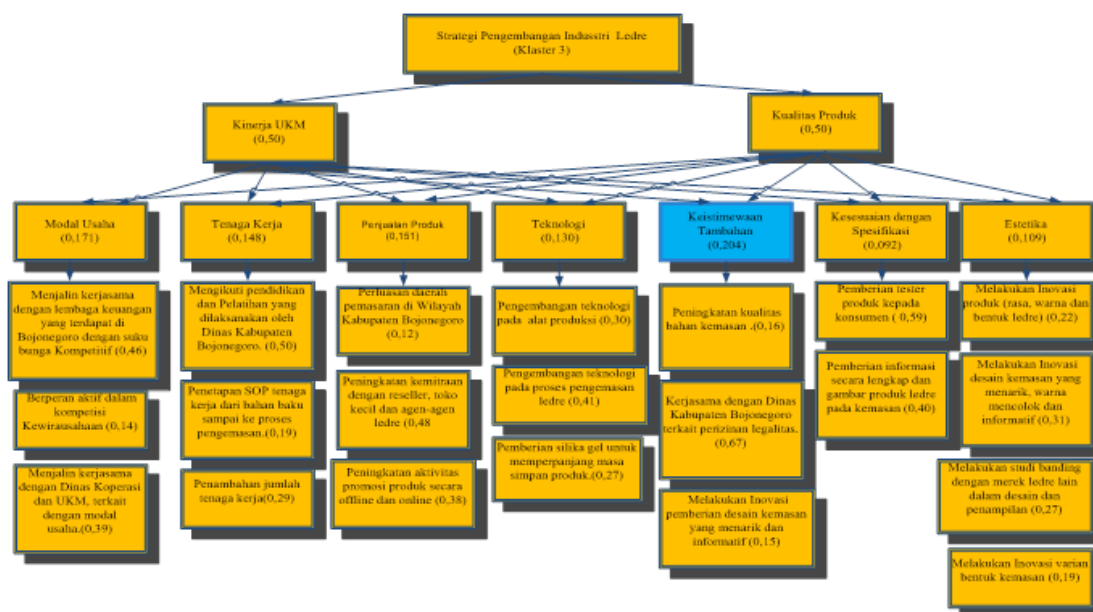 Strategi Pengembangan Indusstri Ledre
(Klaster 3)
Kinerja UKM
(0,50)
Kualitas Produk
(0,50)
Modal Usaha
(0,171)
Tenaga Kerja
(0,148)
Penjualan Produk
(0,151)
Teknologi
(0,130)
Keistimewaan
Tambahan
(0,204)
Kesesuaian dengan
Spesifikasi
(0,092)
Estetika
(0,109)
Menjalin kerjasama
dengan lembaga keuangan
yang terdapat di
Bojonegoro dengan suku
bunga Kompetitif (0,46)
Berperan aktif dalam
kompetisi
Kewirausahaan (0,14)
Menjalin kerjasama
dengan Dinas Koperasi
dan UKM, terkait
dengan modal
usaha.(0,39)
Mengikuti pendidikan
dan Pelatihan yang
dilaksanakan oleh
Dinas Kabupaten
Bojonegoro. (0,50)
Penetapan SOP tenaga
kerja dari bahan baku
sampai ke proses
pengemasan.(0,19)
Penambahan jumlah
tenaga kerja(0,29)
Perluasan daerah
pemasaran di Wilayah
Kabupaten Bojonegoro
(0,12)
Peningkatan kemitraan
dengan reseller, toko
kecil dan agen-agen
ledre (0,48
Peningkatan aktivitas
promosi produk secara
offline dan online (0,38)
Pengembangan teknologi
pada alat produksi (0,30)
Pengembangan teknologi
pada proses pengemasan
ledre (0,41)
Pemberian silika gel untuk
memperpanjang masa
simpan produk.(0,27)
Peningkatan kualitas
bahan kemasan .(0,16)
Kerjasama dengan Dinas
Kabupaten Bojonegoro
terkait perizinan legalitas.
(0,67)
Melakukan Inovasi
pemberian desain kemasan
yang menarik dan
informatif (0,15)
Pemberian tester
produk kepada
konsumen ( 0,59)
Pemberian informasi
secara lengkap dan
gambar produk ledre
pada kemasan (0,40)
Melakukan Inovasi
produk (rasa, warna dan
bentuk ledre) (0,22)
Melakukan Inovasi
desain kemasan yang
menarik, warna
mencolok dan
informatif (0,31)
Melakukan studi banding
dengan merek ledre lain
dalam desain dan
penampilan (0,27)
Melakukan Inovasi varian
bentuk kemasan (0,19)